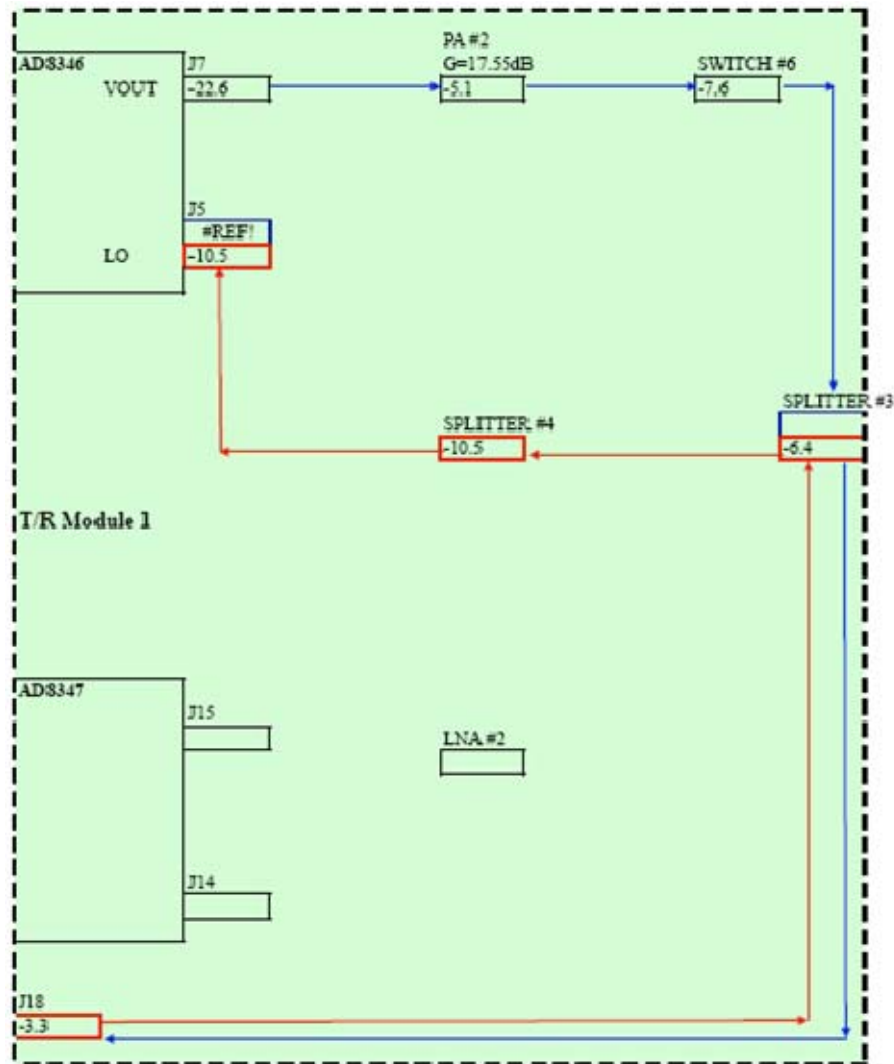 PA #2
AD8346
J7
G=17.55dB
SWITCH #6
VOUT
-22.6
-5.1
-7.6
J5
#REF!
LO
-10.5
SPLITTER #3
SPLITTER #4
-10.5
-6.4
T/R Module 1
AD8347
J15
LNA #2
J14
J18
-3.3